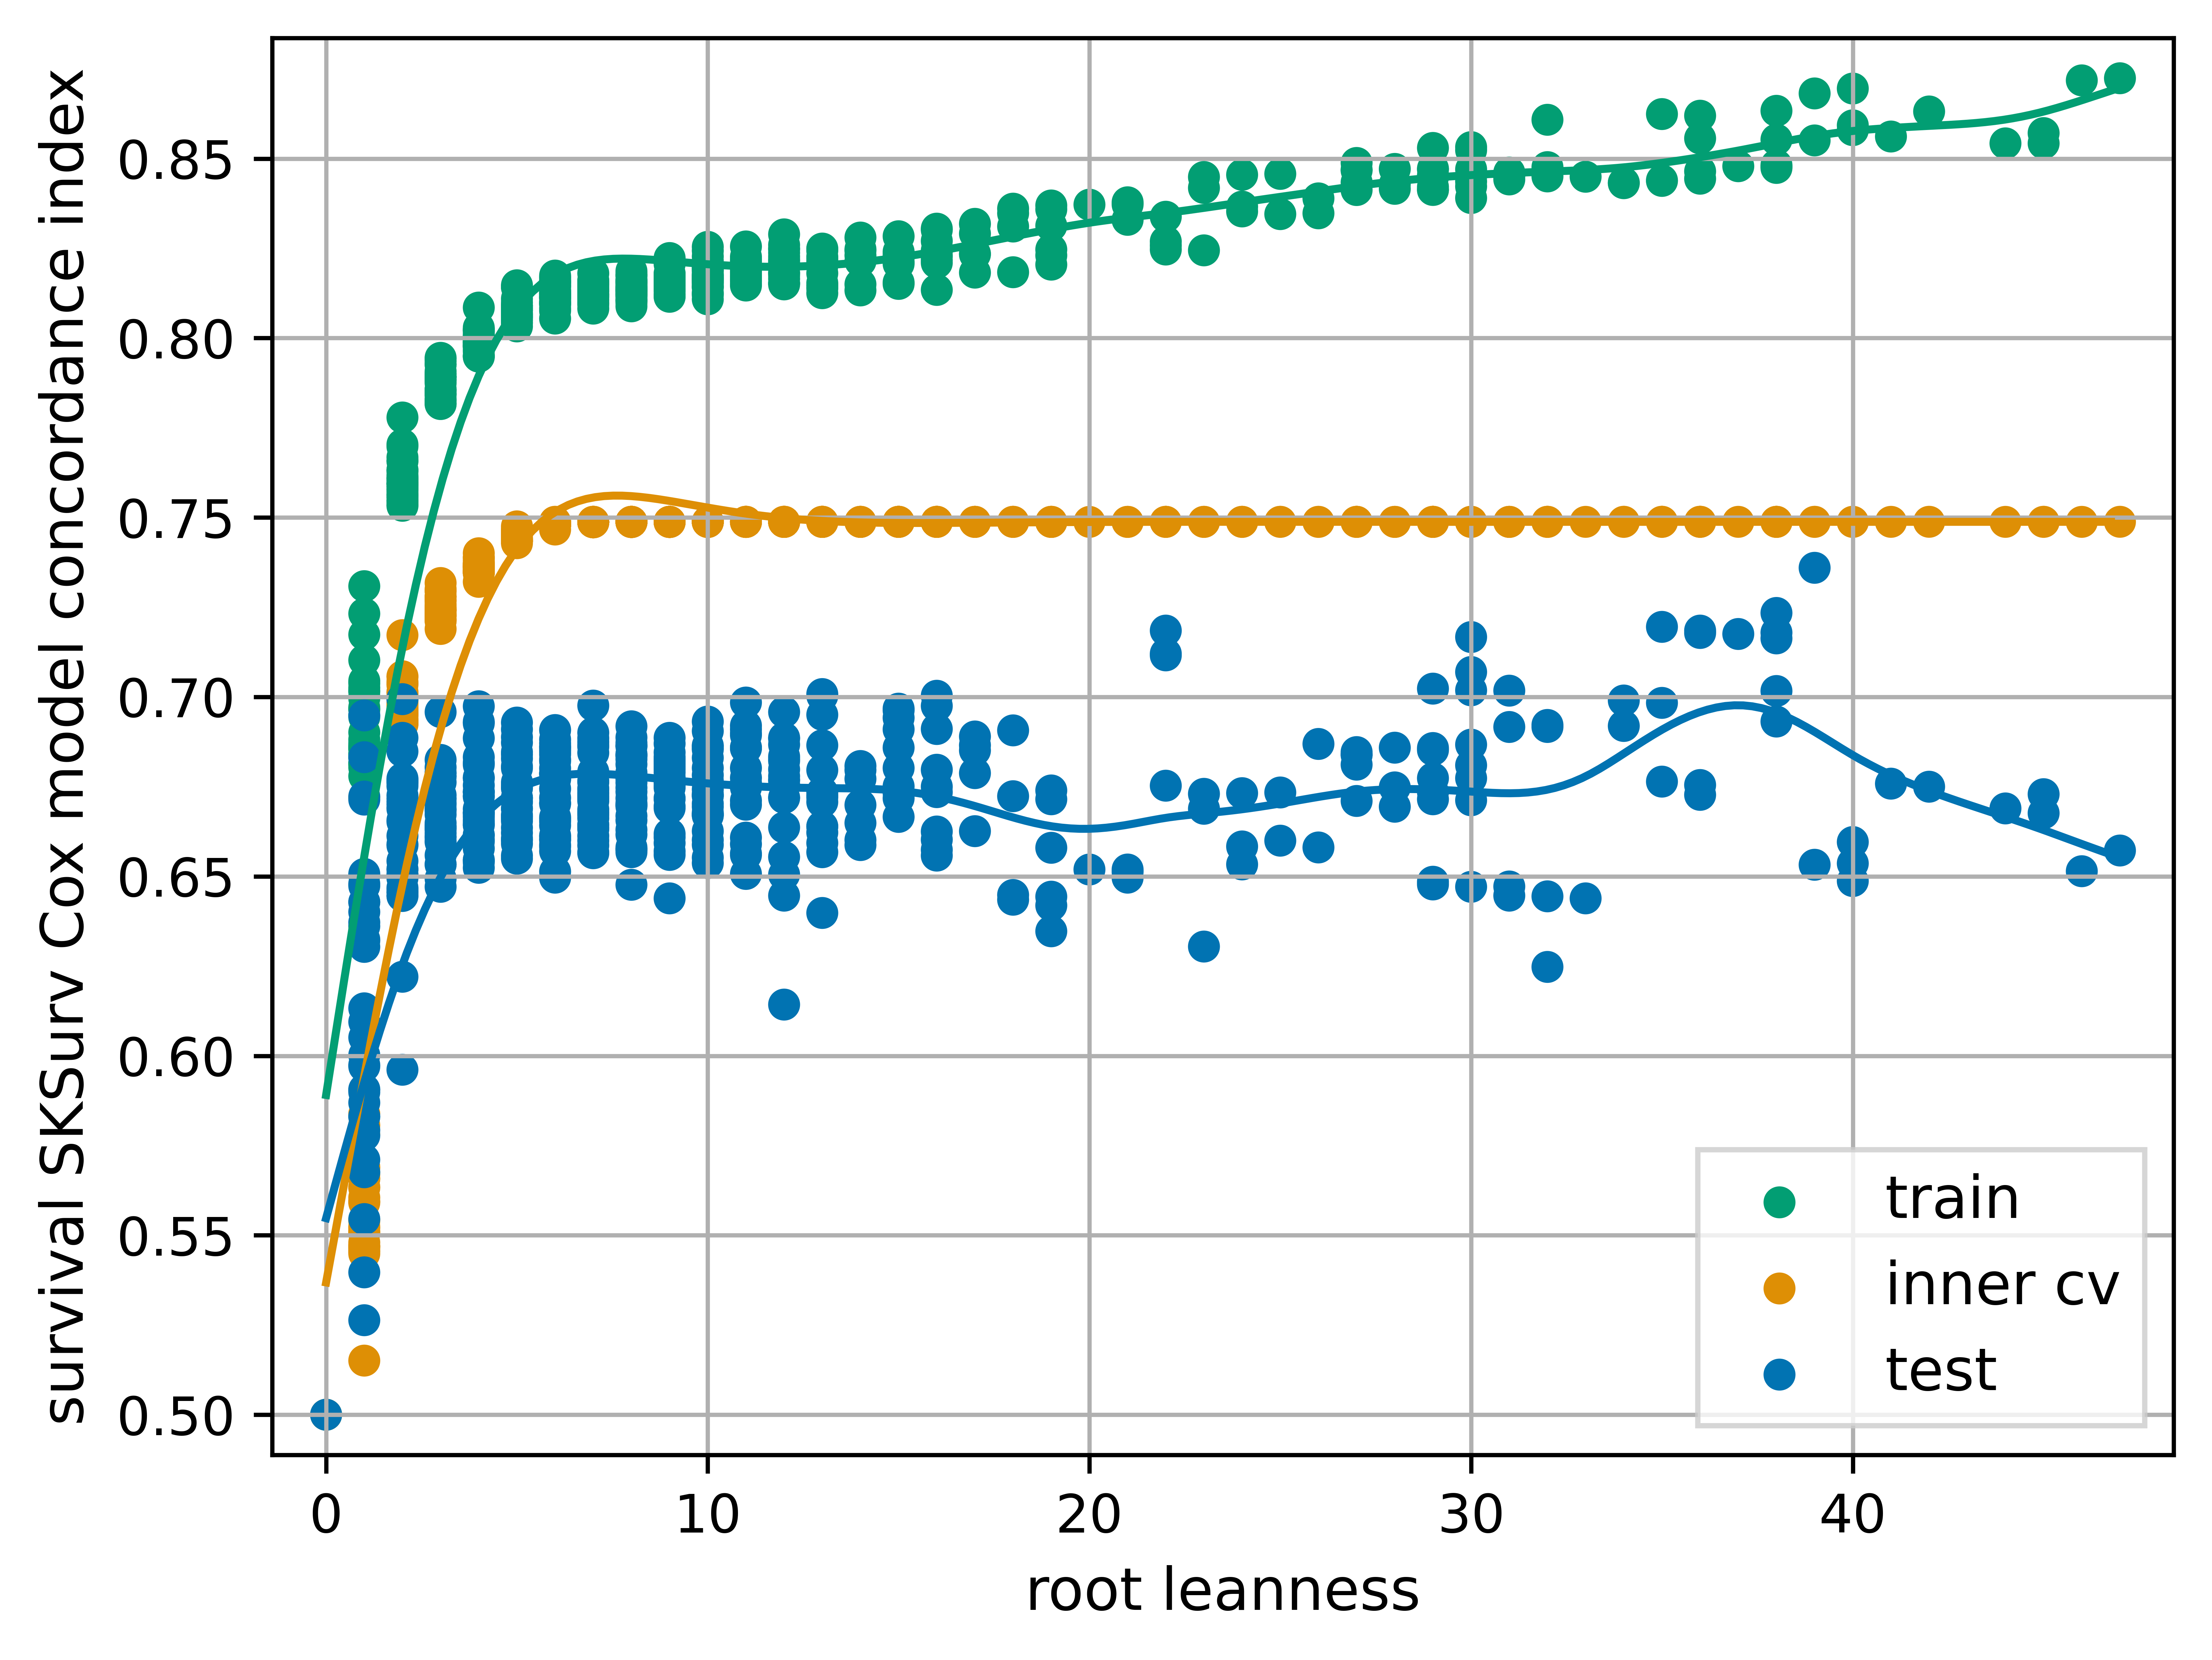 survival SKSurv Cox model concordance index
0.85
0.80
0.75
0.70
0.65
0.60
0.55
0.50
0 10 20 30 40
root leanness
train
inner cv
test